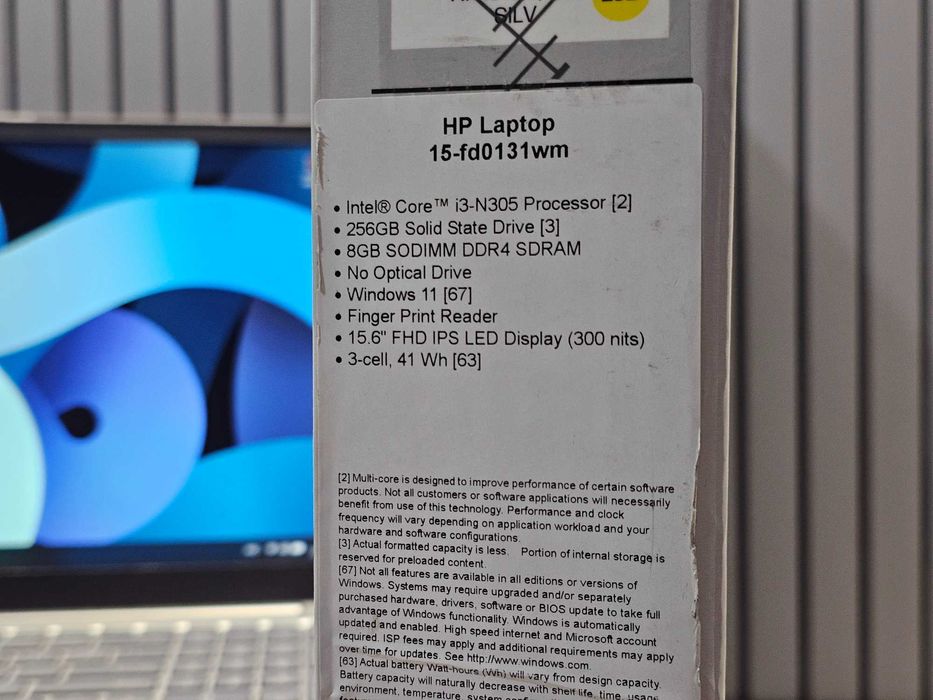 SILV
HP Laptop
15-fd0131wm
• Intel® Core™ i3-N305 Processor [2]
• 256GB Solid State Drive [3]
• 8GB SODIMM DDR4 SDRAM
• No Optical Drive
• Windows 11 [67]
• Finger Print Reader
• 15.6" FHD IPS LED Display (300 nits)
• 3-cell, 41 Wh [63]
[2] Multi-core is designed to improve performance of certain software
products. Not all customers or software applications will necessarily
benefit from use of this technology. Performance and clock
frequency will vary depending on application workload and your
hardware and software configurations.
[3] Actual formatted capacity is less. Portion of internal storage is
reserved for preloaded content.
[67] Not all features are available in all editions or versions of
Windows. Systems may require upgraded and/or separately
purchased hardware, drivers, software or BIOS update to take full
advantage of Windows functionality. Windows is automatically
updated and enabled. High speed internet and Microsoft account
required. ISP fees may apply and additional requirements may apply
over time for updates. See http://www.windows.com.
[63] Actual battery Watt-hours (Wh) will vary from design capacity.
Battery capacity will naturally decrease with shelf life, time, usage,
environment, temperature, system